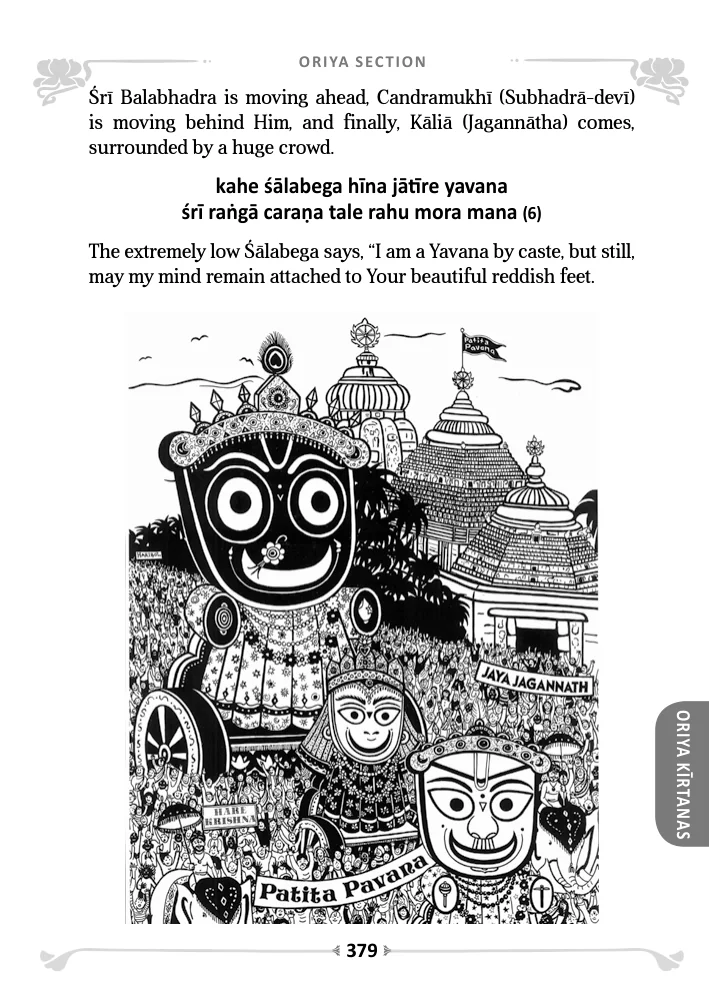 ORIYA SECTION
Śrī Balabhadra is moving ahead, Candramukhī (Subhadrā-devī)
is moving behind Him, and finally, Kāliā (Jagannātha) comes,
surrounded by a huge crowd.
kahe śālabega hīna jātīre yavana
śrī raṅgā caraṇa tale rahu mora mana (6)
The extremely low Śālabega says, “I am a Yavana by caste, but still,
may my mind remain attached to Your beautiful reddish feet.
Patita
Pavana
JAYA JAGANNATH
HARE
KRISHNA
Patita Pavana
ORIYA KĪRTANAS
379